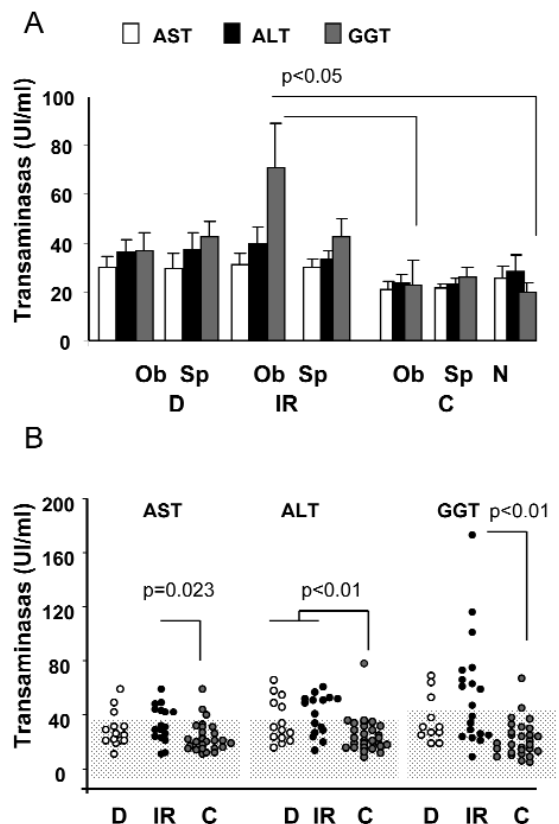 A
AST ALT GGT
p<0.05
Transaminasas (UI/ml)
100
80
60
40
20
0
Ob Sp Ob Sp Ob Sp N
D IR C
B
Transaminasas (UI/ml)
200
160
120
80
40
0
AST ALT GGT
p=0.023 p<0.01 p<0.01
D IR C D IR C D IR C